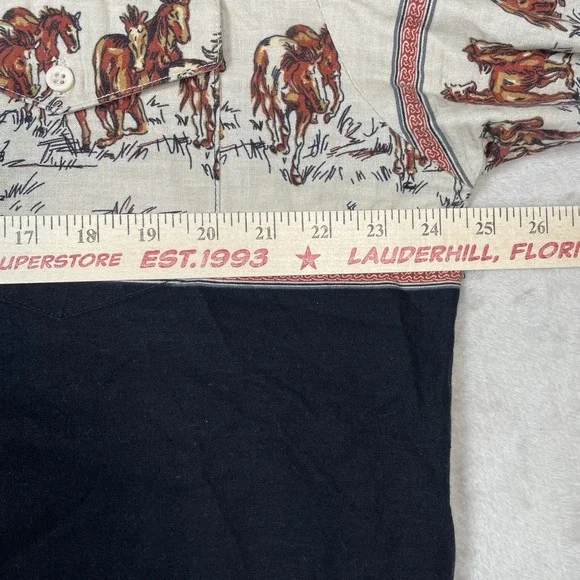 17 18 19 20 21 22 23 24 25 26
UPERSTORE EST.1993 ★ LAUDERHILL, FLORI